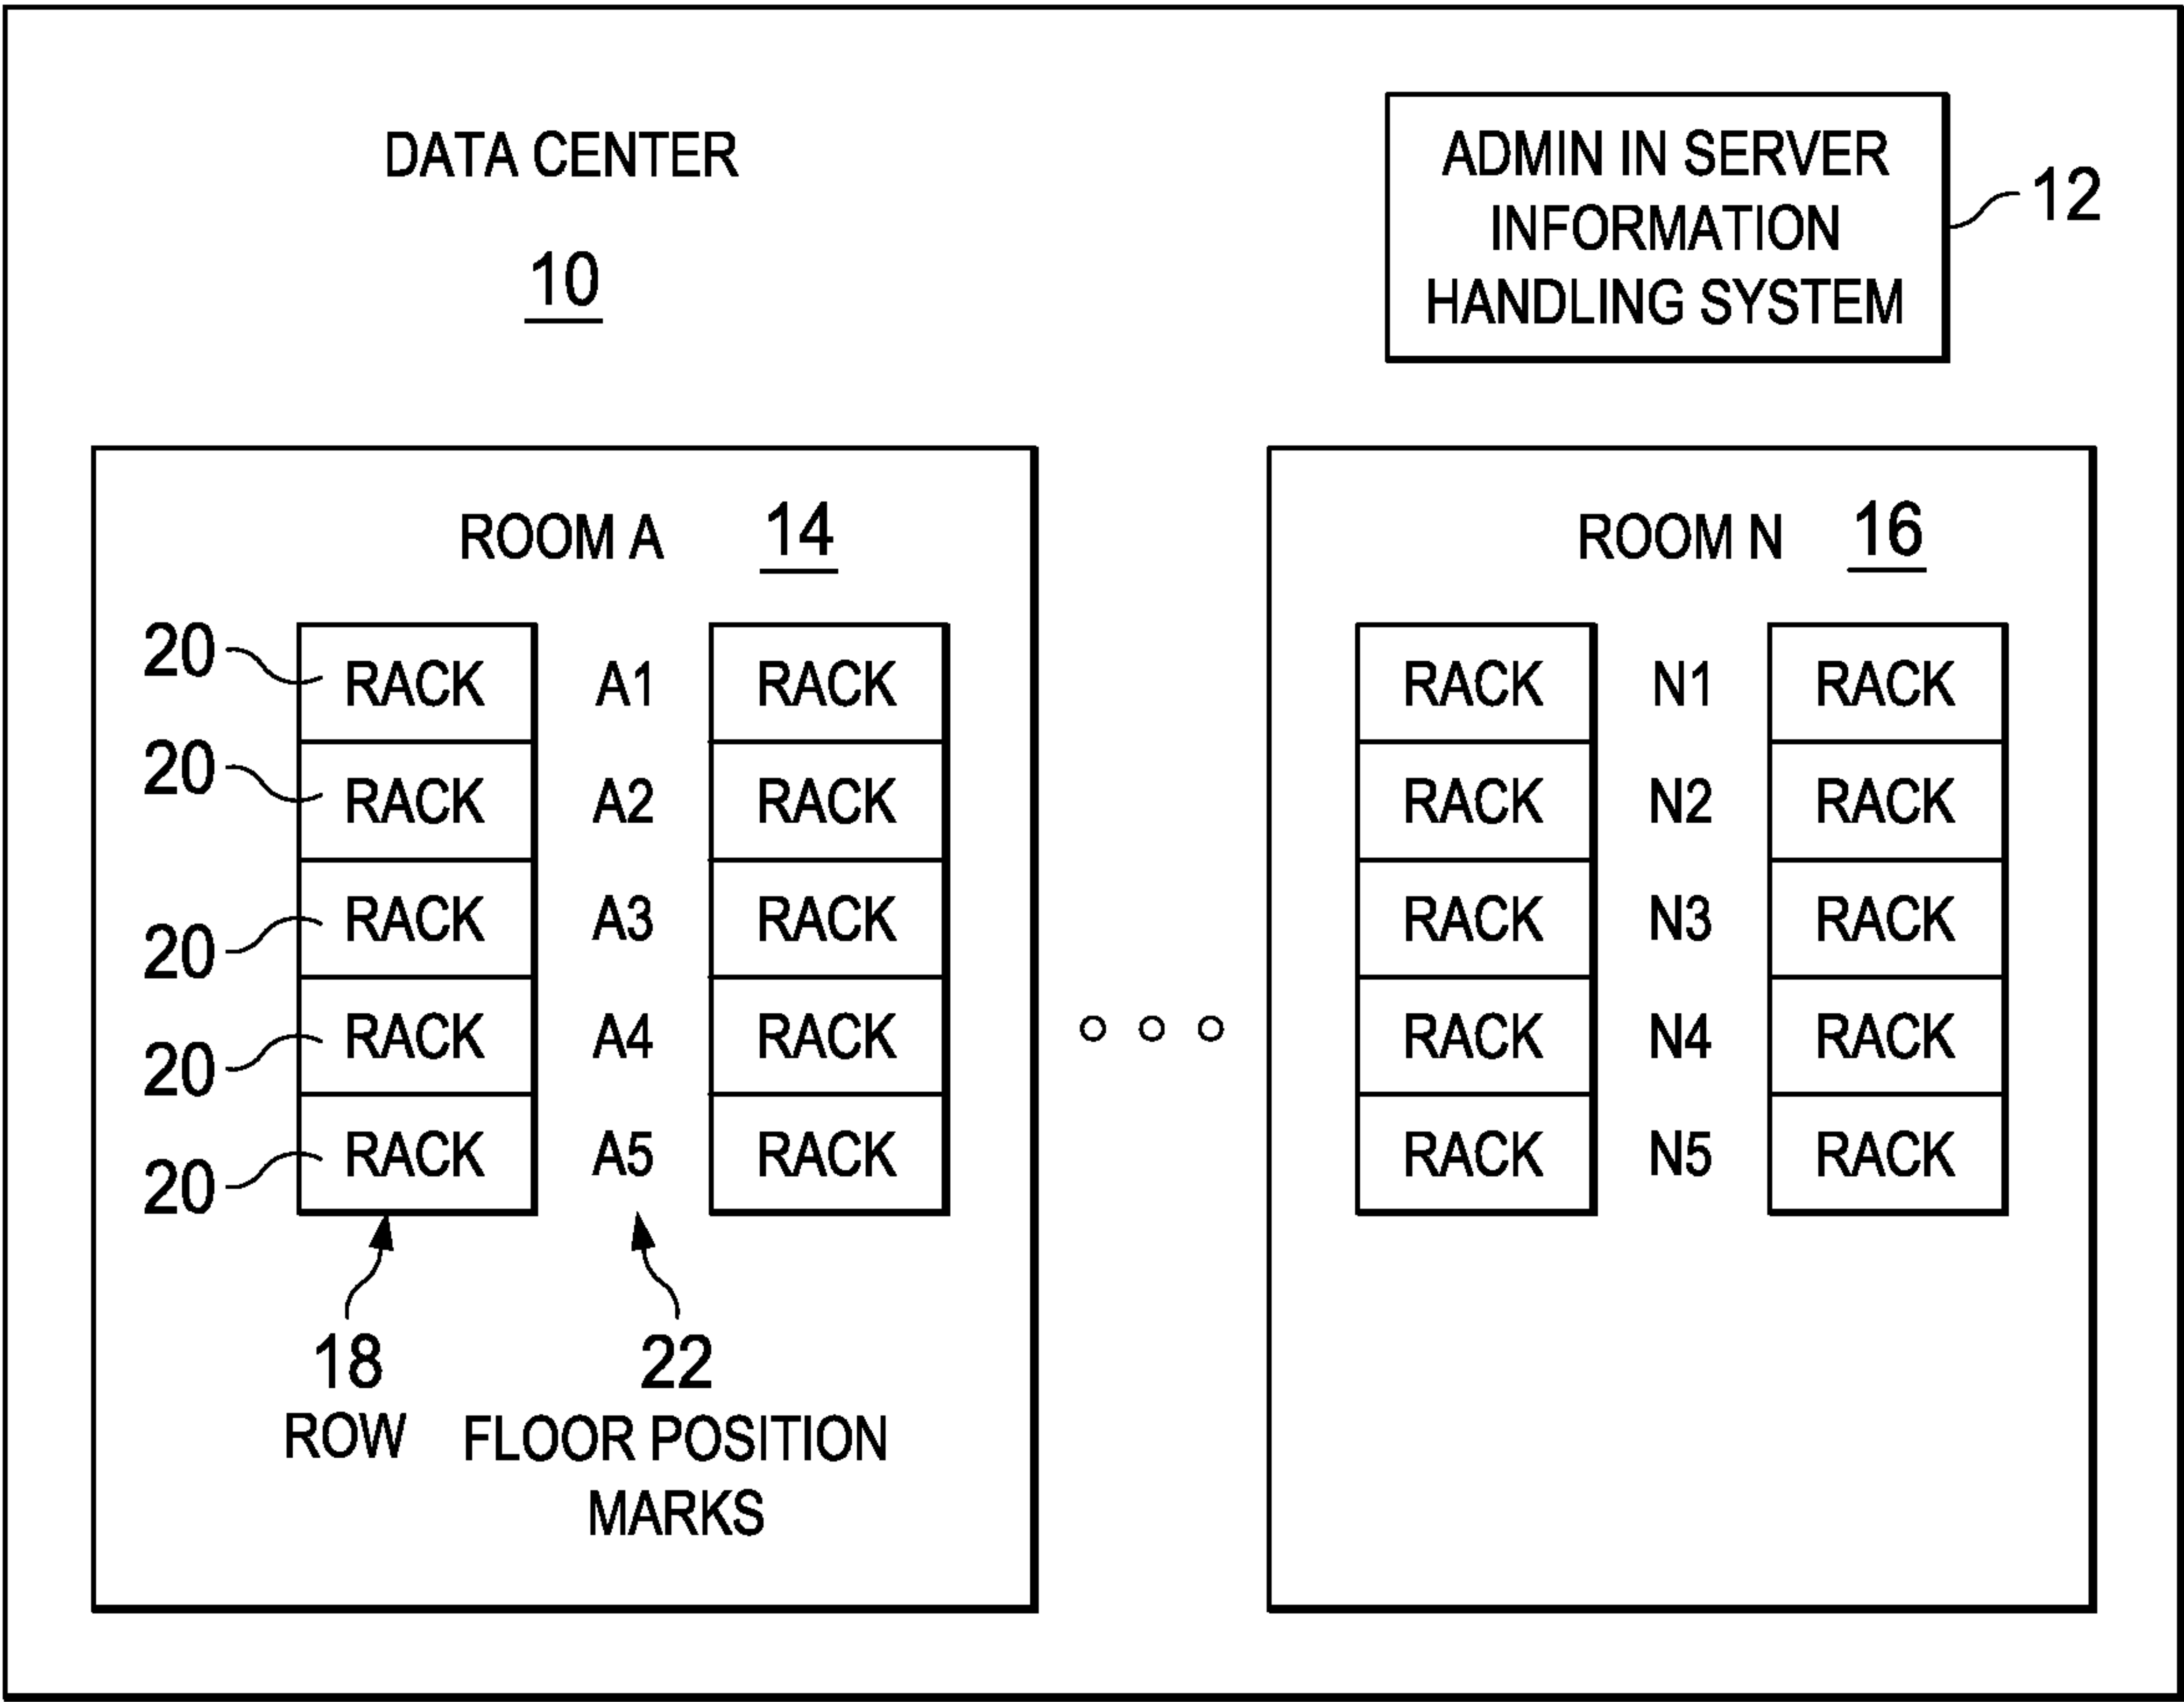 DATA CENTER
10
ADMIN IN SERVER
INFORMATION
HANDLING SYSTEM
12
ROOM A 14
20 RACK A1 RACK
20 RACK A2 RACK
20 RACK A3 RACK
20 RACK A4 RACK
20 RACK A5 RACK
18
ROW
22
FLOOR POSITION
MARKS
ROOM N 16
RACK N1 RACK
RACK N2 RACK
RACK N3 RACK
RACK N4 RACK
RACK N5 RACK